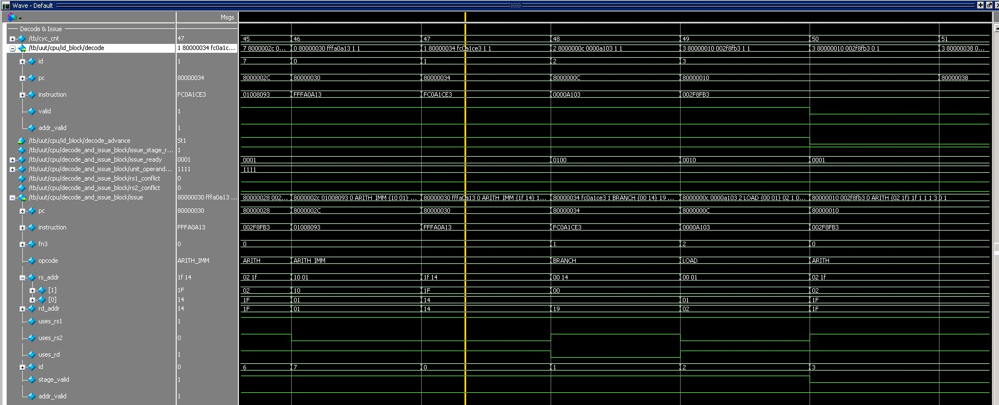 Wave - Default
Msgs
Decode & Issue
/tb/cyc_cnt 47 45 46 47 48 49 50 51
/tb/uut/cpu/id_block/decode 1 80000034 fc0a1c... 7 8000002c 0... 0 80000030 fffa0a13 1 1 1 80000034 fc0a1ce3 1 1 2 8000000c 0000a103 1 1 3 80000010 002f8fb3 1 1 3 80000010 002f8fb3 0 1 3 80000038 0...
id 1 7 0 1 2 3
pc 80000034 8000002C 80000030 80000034 8000000C 80000010 80000038
instruction FC0A1CE3 01008093 FFFA0A13 FC0A1CE3 0000A103 002F8FB3
valid 1
addr_valid 1
/tb/uut/cpu/id_block/decode_advance St1
/tb/uut/cpu/decode_and_issue_block/issue_stage_r... 1
/tb/uut/cpu/decode_and_issue_block/issue_ready 0001 0001 0100 0010 0001
/tb/uut/cpu/decode_and_issue_block/unit_operand... 1111 1111
/tb/uut/cpu/decode_and_issue_block/rs1_conflict 0
/tb/uut/cpu/decode_and_issue_block/rs2_conflict 0
/tb/uut/cpu/decode_and_issue_block/issue 80000030 fffa0a13 ... 80000028 002... 8000002c 01008093 0 ARITH_IMM {10 01} ... 80000030 fffa0a13 0 ARITH_IMM {1f 14} 1... 80000034 fc0a1ce3 1 BRANCH {00 14} 19 ... 8000000c 0000a103 2 LOAD {00 01} 02 1 0... 80000010 002f8fb3 0 ARITH {02 1f} 1f 1 1 1 3 0 1
pc 80000030 80000028 8000002C 80000030 80000034 8000000C 80000010
instruction FFFA0A13 002F8FB3 01008093 FFFA0A13 FC0A1CE3 0000A103 002F8FB3
fn3 0 0 1 2 0
opcode ARITH_IMM ARITH ARITH_IMM BRANCH LOAD ARITH
rs_addr 1f 14 02 1f 10 01 1f 14 00 14 00 01 02 1f
[1] 1F 02 10 1F 00 02
[0] 14 1F 01 14 01 1F
rd_addr 14 1F 01 14 19 02 1F
uses_rs1 1
uses_rs2 0
uses_rd 1
id 0 6 7 0 1 2 3
stage_valid 1
addr_valid 1